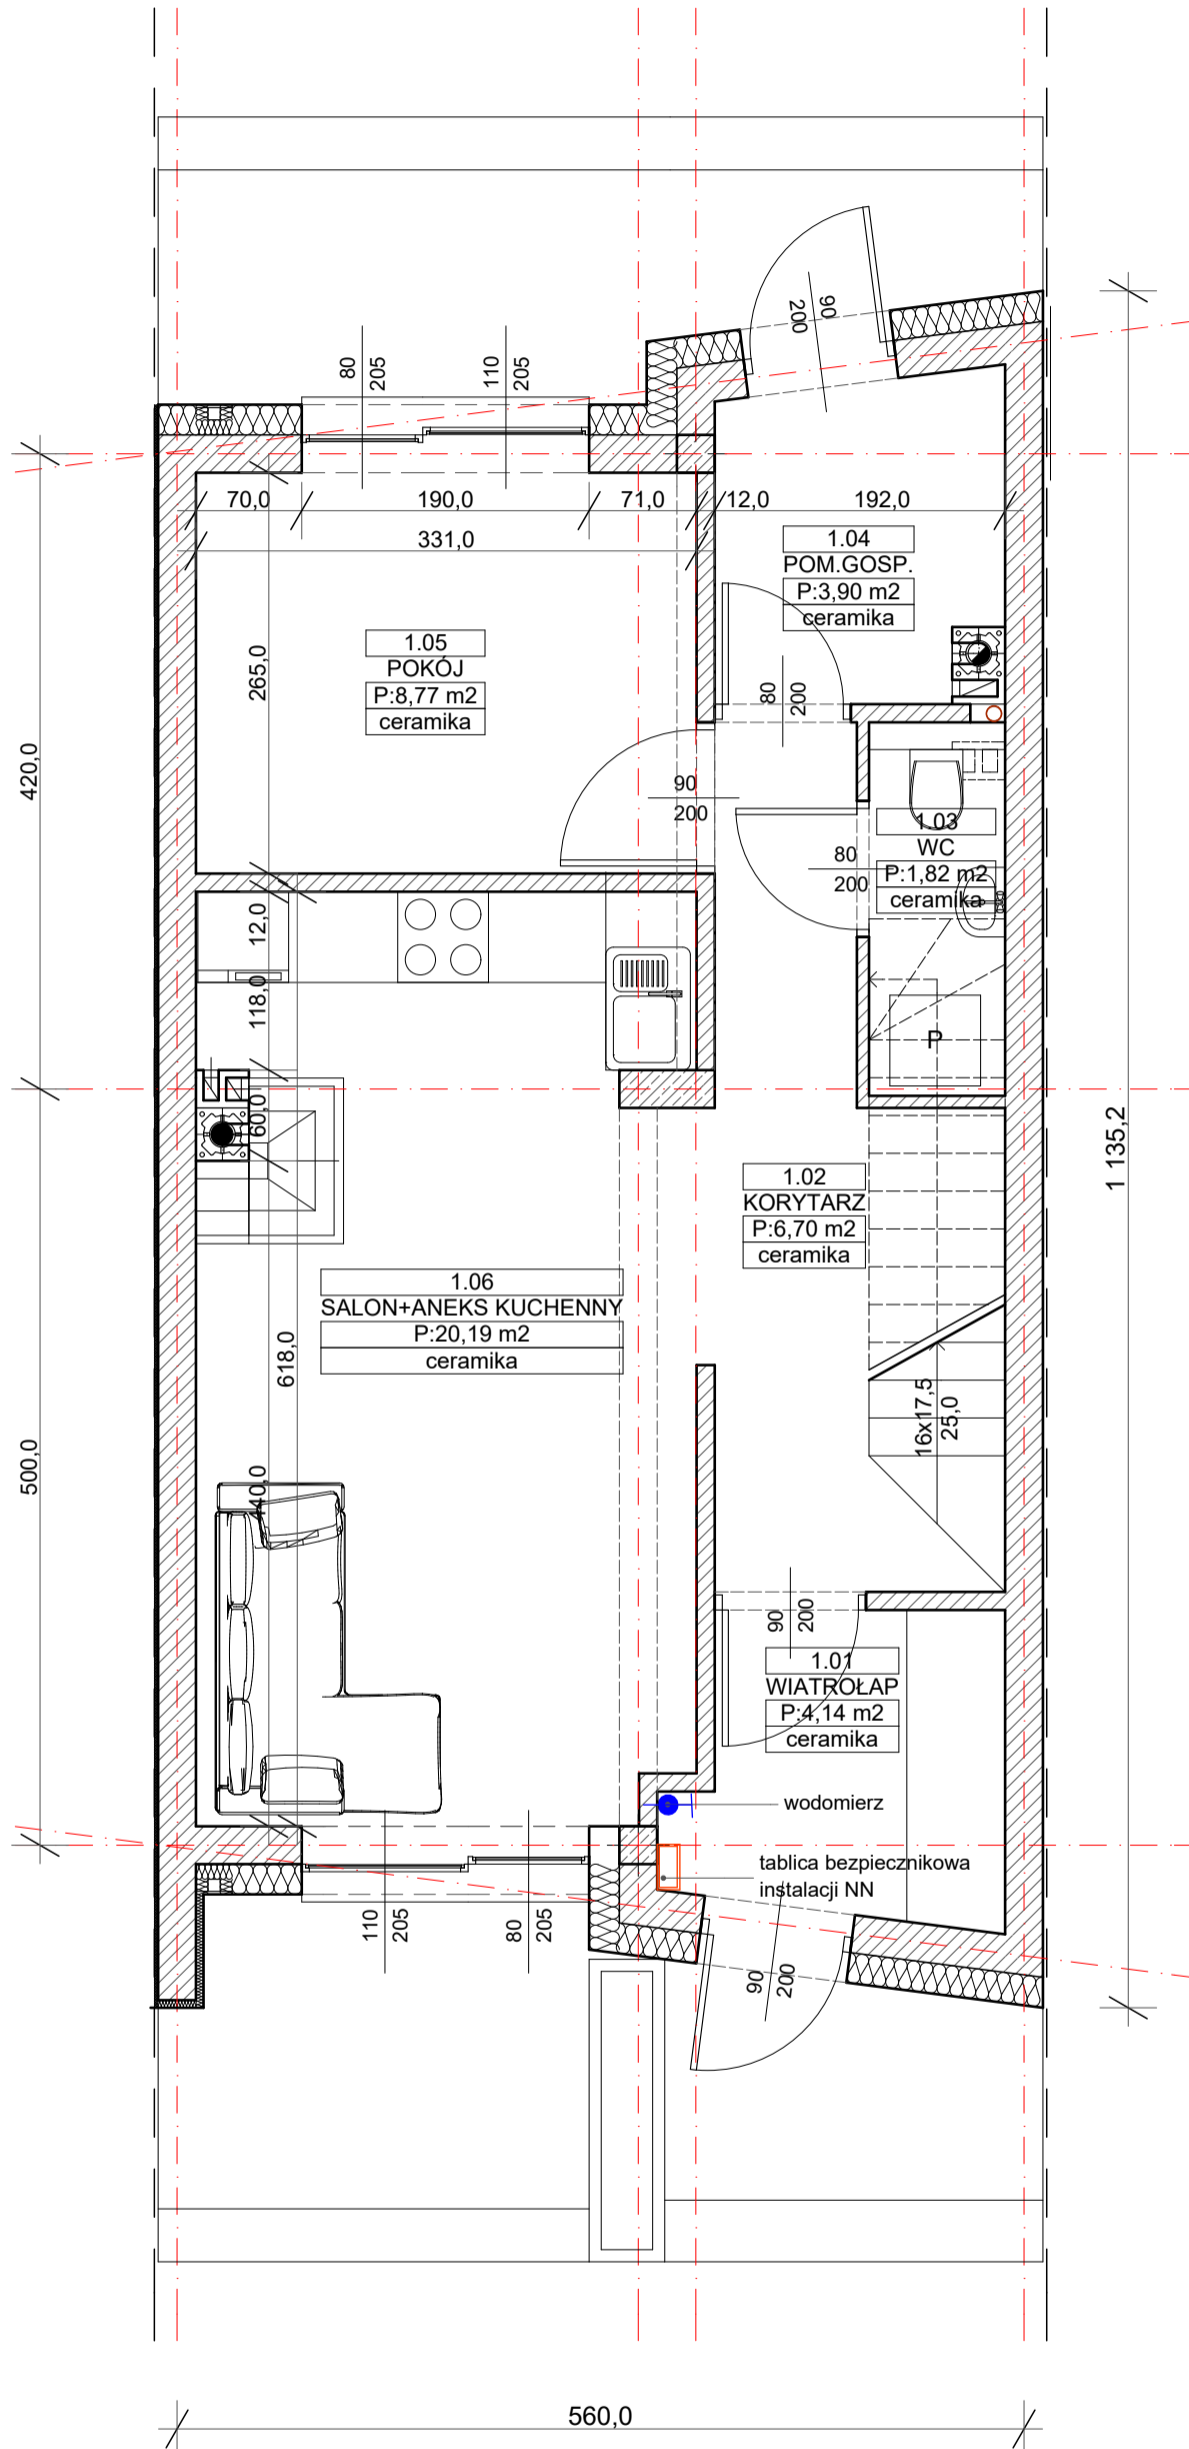 90
200
80
205
110
205
70,0
190,0
71,0
12,0
192,0
331,0
1.04
POM.GOSP.
P:3,90 m2
ceramika
1.05
POKÓJ
P:8,77 m2
ceramika
265,0
80
200
420,0
90
200
1.03
WC
P:1,82 m2
ceramika
80
200
12,0
118,0
P
60,0
1 135,2
1.02
KORYTARZ
P:6,70 m2
ceramika
1.06
SALON+ANEKS KUCHENNY
P:20,19 m2
ceramika
618,0
16x17,5
25,0
500,0
440,0
90
200
1.01
WIATROŁAP
P:4,14 m2
ceramika
wodomierz
tablica bezpiecznikowa
instalacji NN
110
205
80
205
90
200
560,0